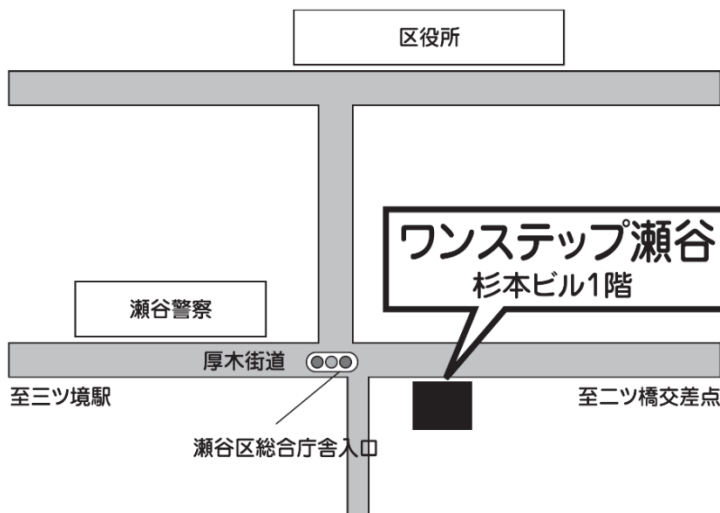 区役所
ワンステップ瀬谷
杉本ビル1階
瀬谷警察
厚木街道
至三ツ境駅
至二ツ橋交差点
瀬谷区総合庁舎入口